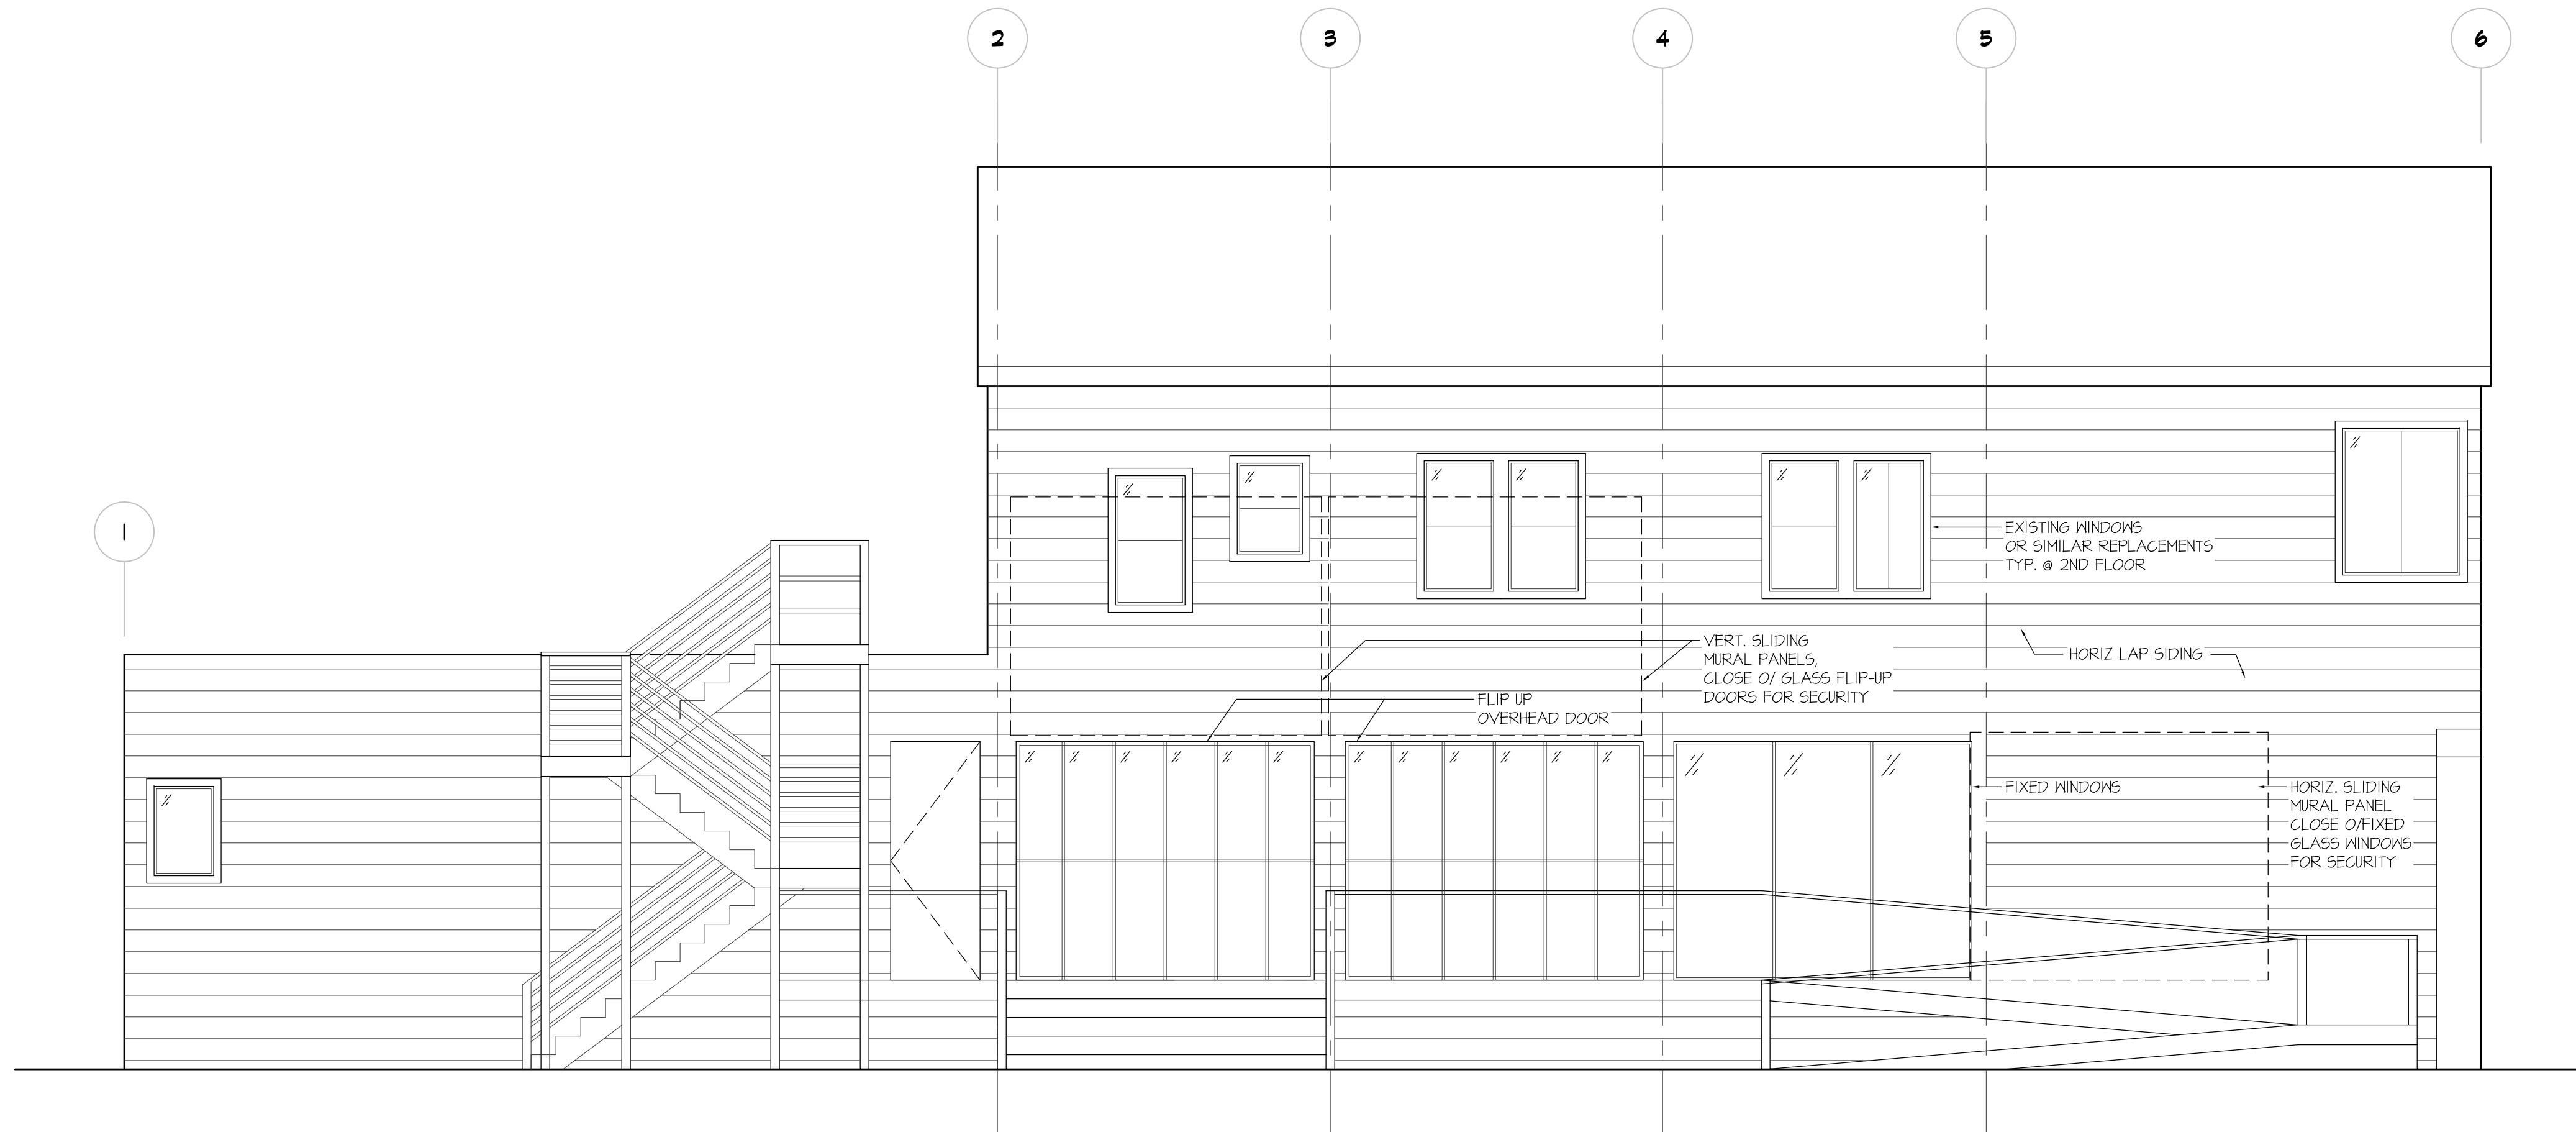 2
3
4
5
6
1
EXISTING WINDOWS
OR SIMILAR REPLACEMENTS
TYP. @ 2ND FLOOR
VERT. SLIDING
MURAL PANELS,
CLOSE O/ GLASS FLIP-UP
DOORS FOR SECURITY
HORIZ LAP SIDING
FLIP UP
OVERHEAD DOOR
FIXED WINDOWS
HORIZ. SLIDING
MURAL PANEL
CLOSE O/FIXED
GLASS WINDOWS
FOR SECURITY